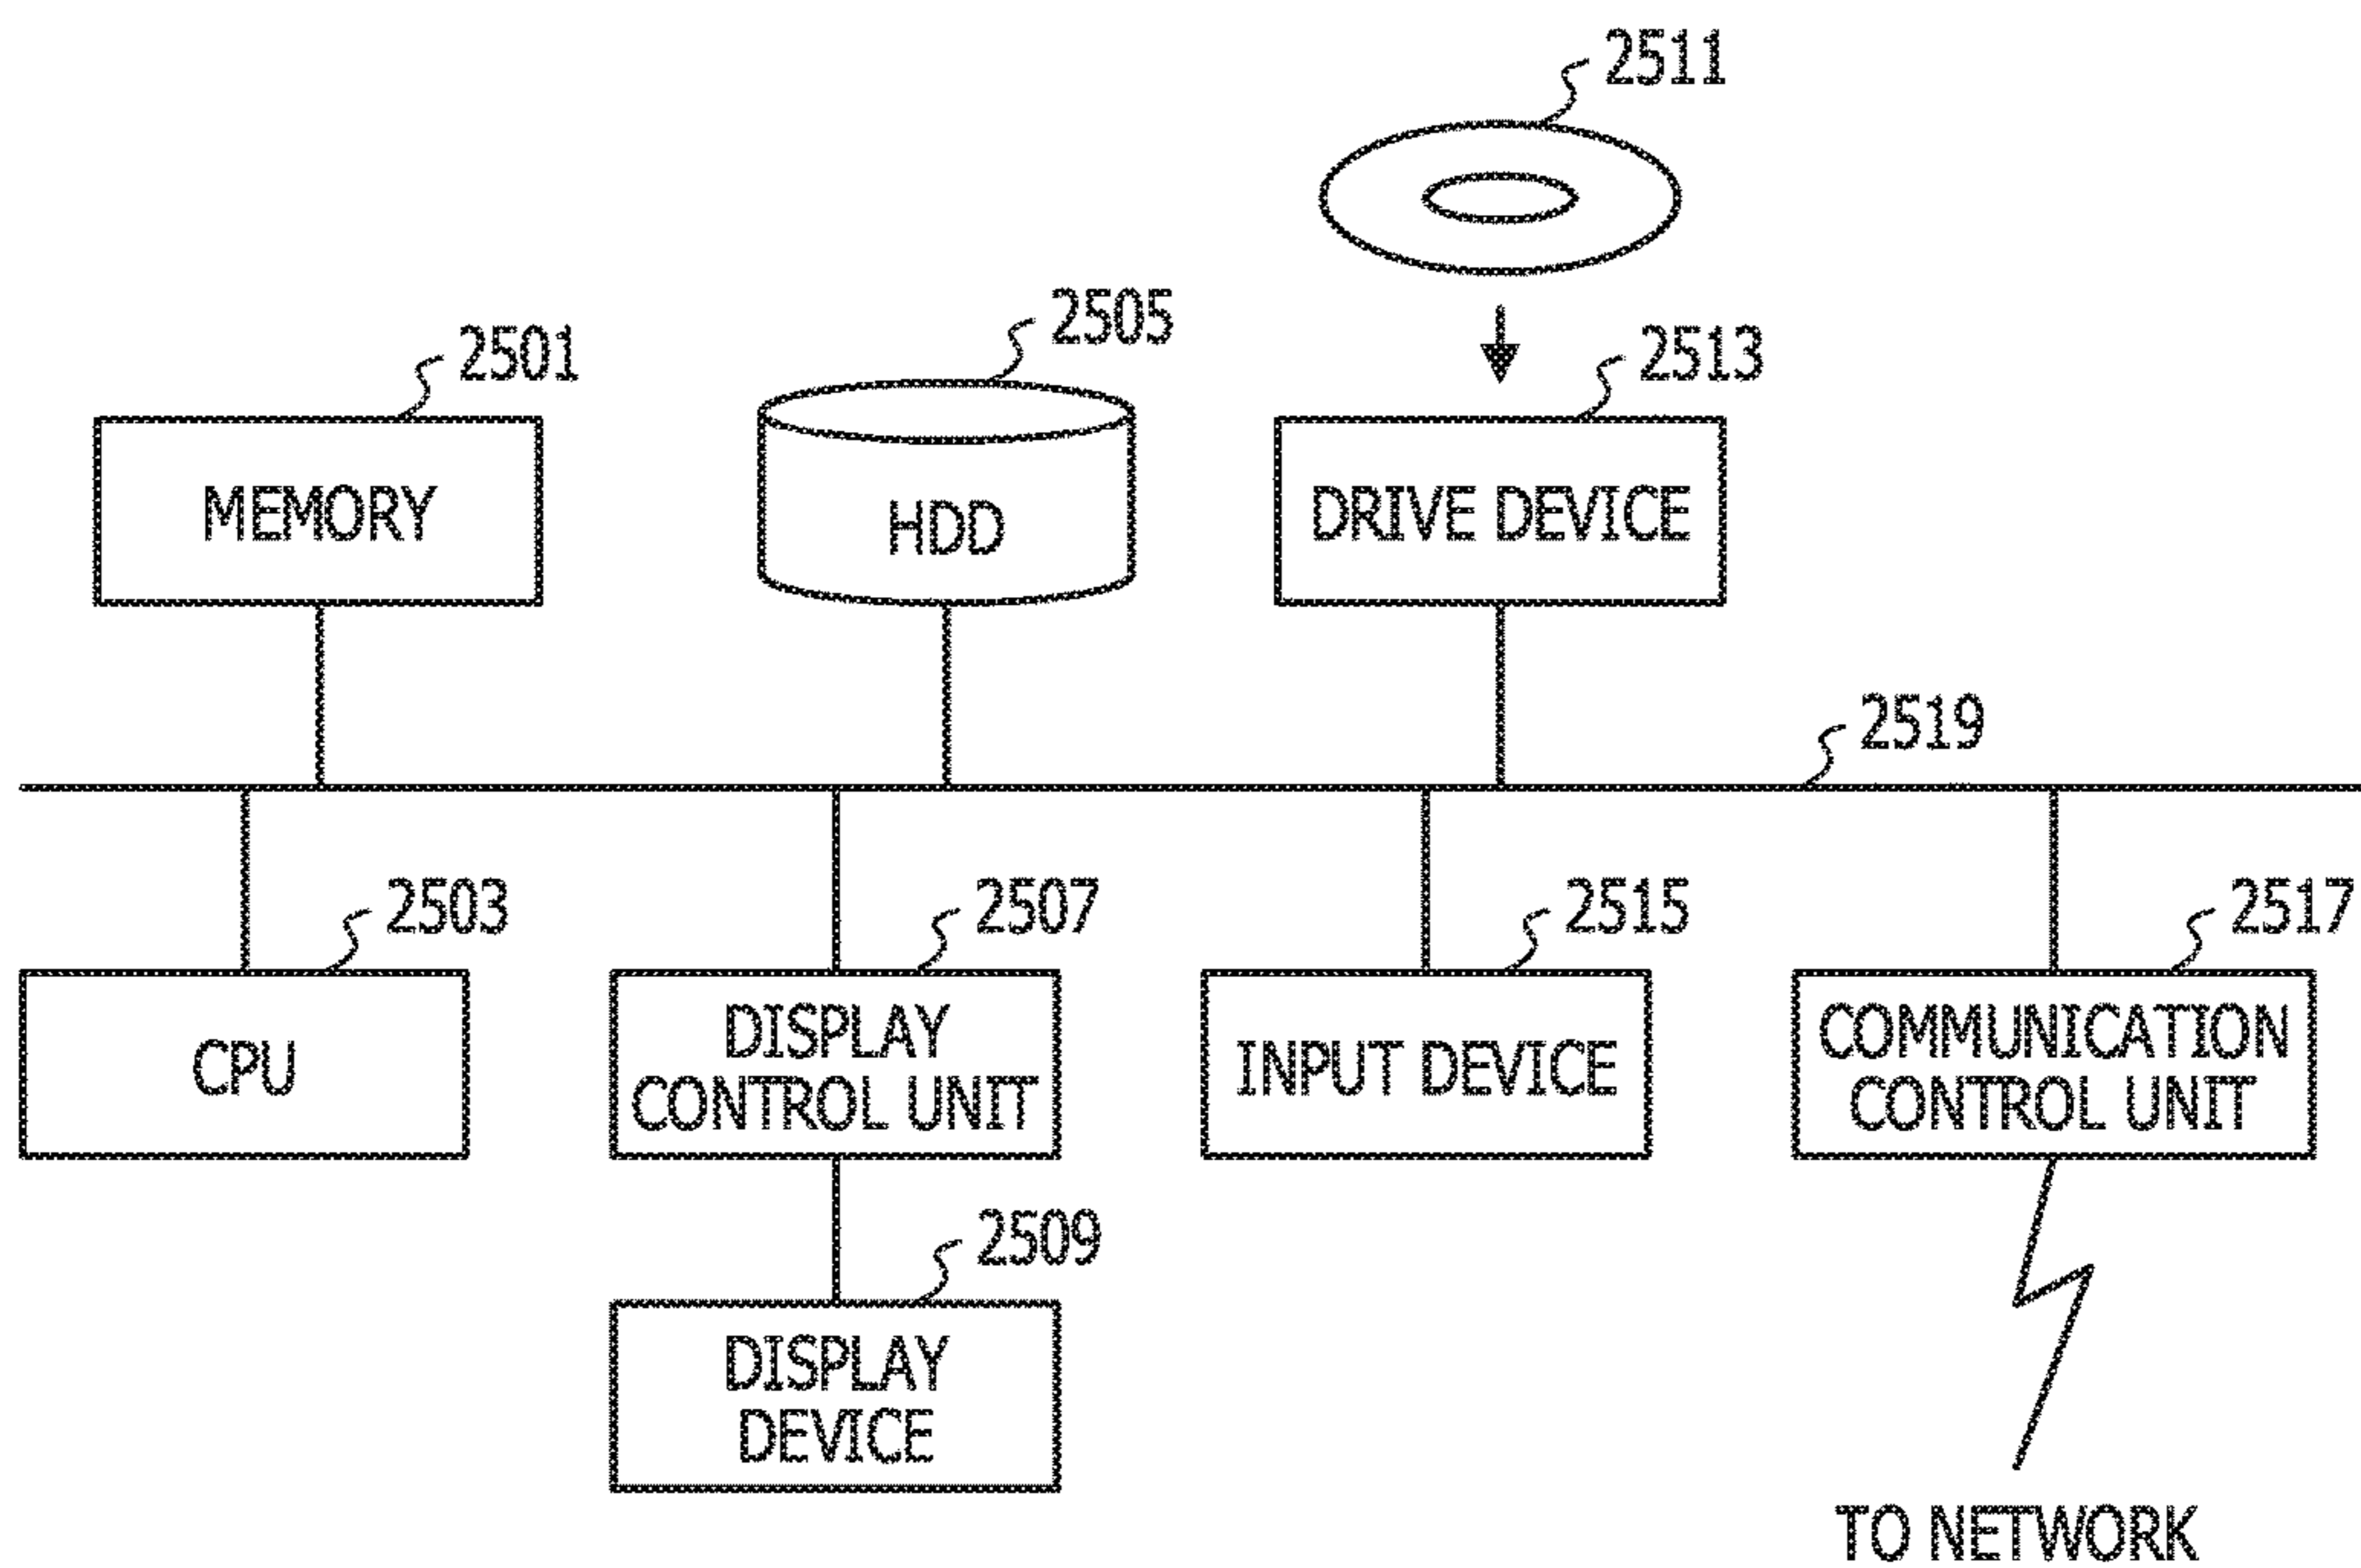 2511
2505
2501
2513
MEMORY
HDD
DRIVE DEVICE
2519
2503
2507
2515
2517
CPU
DISPLAY
CONTROL UNIT
INPUT DEVICE
COMMUNICATION
CONTROL UNIT
2509
DISPLAY
DEVICE
TO NETWORK